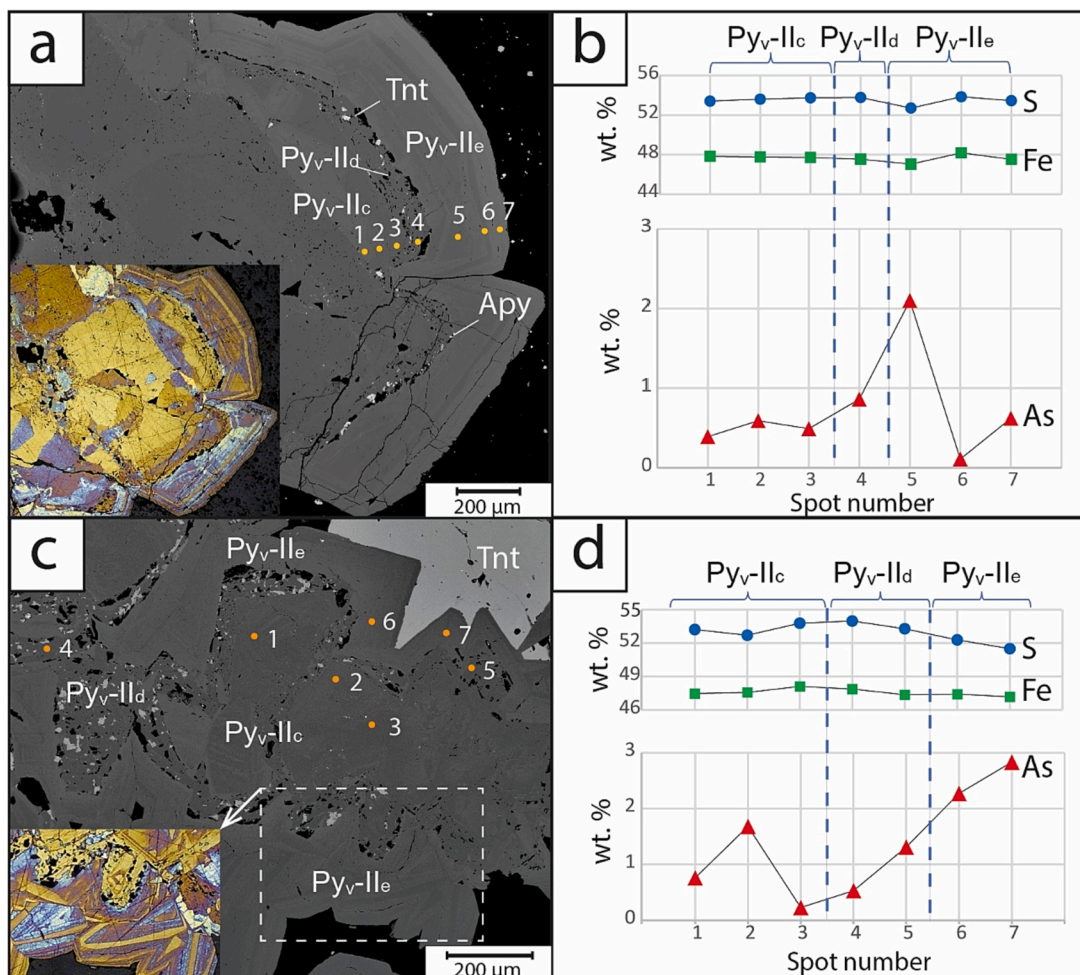 a
Tnt
Pyv-IId
Pyv-IIe
Pyv-IIc
1 2 3 4 5 6 7
Apy
200 µm
b
Pyv-IIc Pyv-IId Pyv-IIe
56
52
48
44
wt. %
S
Fe
3
2
1
0
wt. %
As
1 2 3 4 5 6 7
Spot number
c
Pyv-IIe
Tnt
1
6
7
4
5
2
Pyv-IId
3
Pyv-IIc
Pyv-IIe
200 µm
d
Pyv-IIc Pyv-IId Pyv-IIe
55
52
49
46
wt. %
S
Fe
3
2
1
0
wt. %
As
1 2 3 4 5 6 7
Spot number